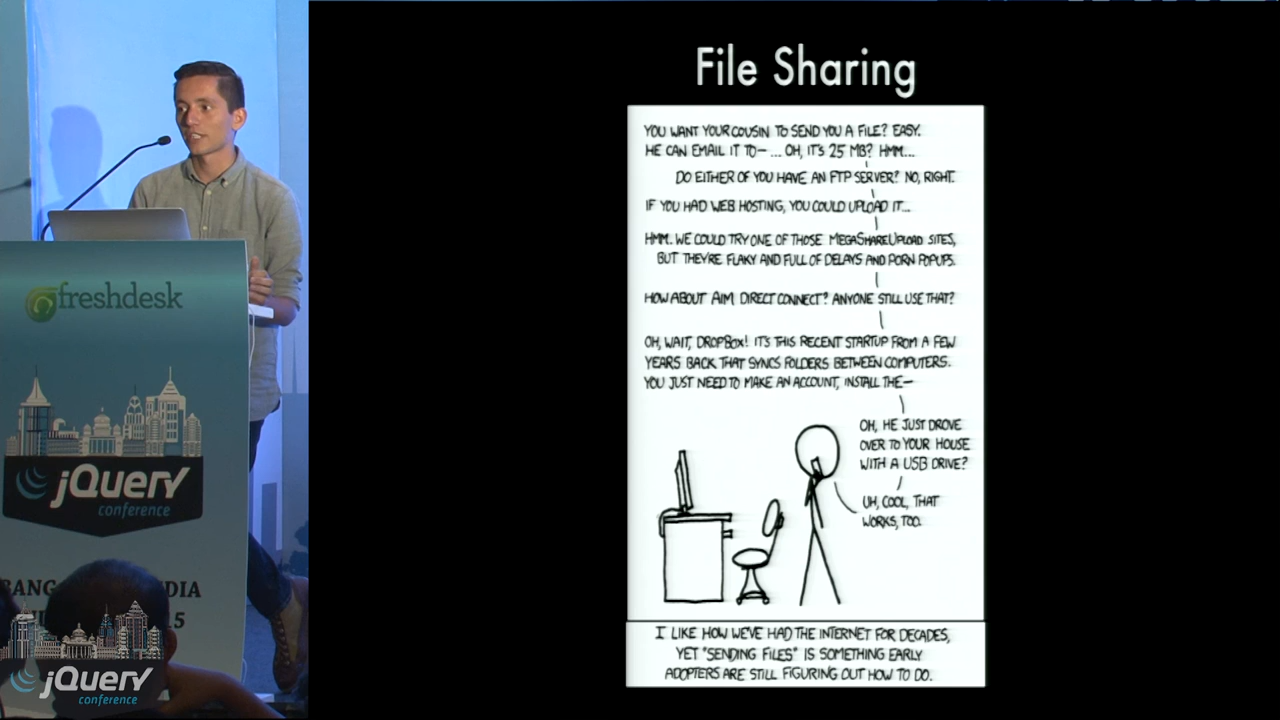 File Sharing
YOU WANT YOUR COUSIN TO SEND YOU A FILE? EASY.
HE CAN EMAIL IT TO— ... OH, IT'S 25 MB? HMM...
DO EITHER OF YOU HAVE AN FTP SERVER? NO, RIGHT.
IF YOU HAD WEB HOSTING, YOU COULD UPLOAD IT...
HMM. WE COULD TRY ONE OF THOSE MEGASHAREUPLOAD SITES,
BUT THEY'RE FLAKY AND FULL OF DELAYS AND PORN POPUPS.
HOW ABOUT AIM DIRECT CONNECT? ANYONE STILL USE THAT?
OH, WAIT, DROPBOX! IT'S THIS RECENT STARTUP FROM A FEW
YEARS BACK THAT SYNCS FOLDERS BETWEEN COMPUTERS.
YOU JUST NEED TO MAKE AN ACCOUNT, INSTALL THE—
OH, HE JUST DROVE
OVER TO YOUR HOUSE
WITH A USB DRIVE?
UH, COOL, THAT
WORKS, TOO.
I LIKE HOW WE'VE HAD THE INTERNET FOR DECADES,
YET "SENDING FILES" IS SOMETHING EARLY
ADOPTERS ARE STILL FIGURING OUT HOW TO DO.
freshdesk
jQuery
conference
jQuery
conference